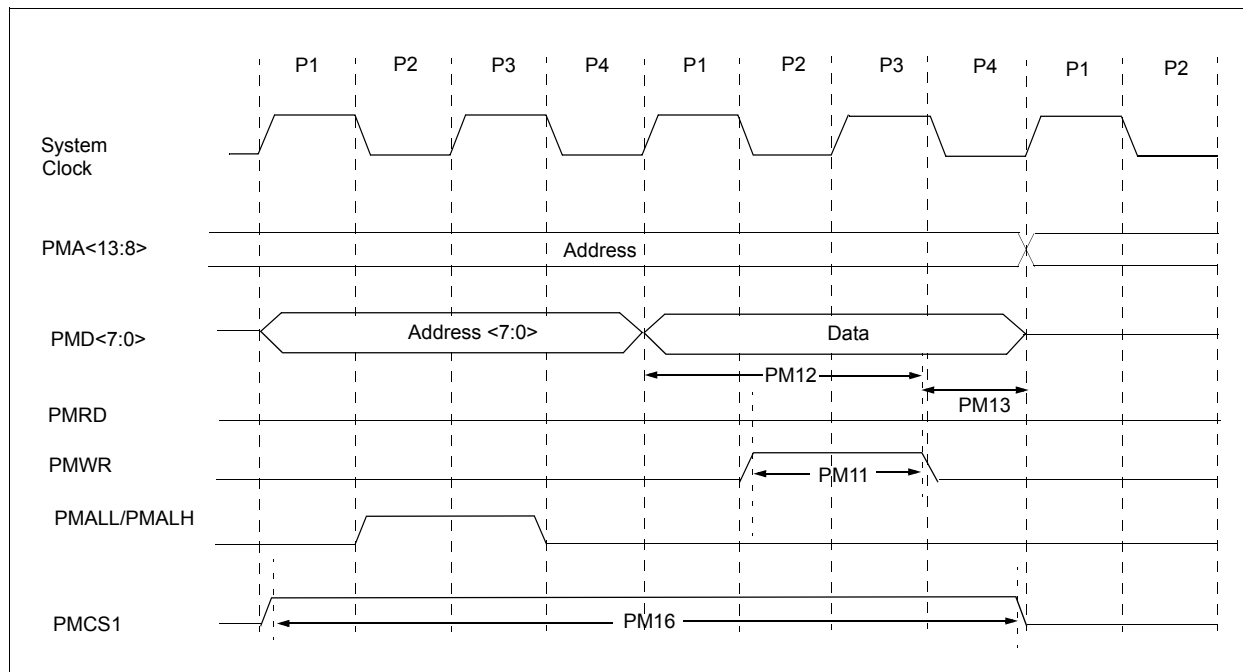 P1 P2 P3 P4 P1 P2 P3 P4 P1 P2
System
Clock
PMA<13:8>
Address
PMD<7:0>
Address <7:0>
Data
PM12
PM13
PMRD
PMWR
PM11
PMALL/PMALH
PMCS1
PM16